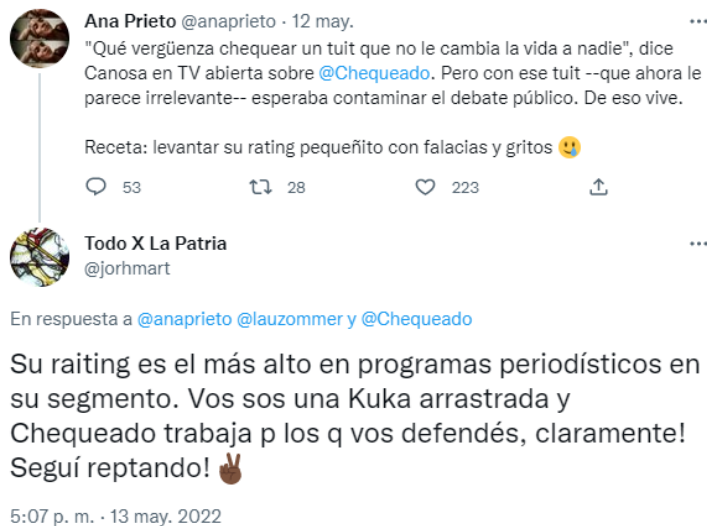 Ana Prieto @anaprieto · 12 may.
"Qué vergüenza chequear un tuit que no le cambia la vida a nadie", dice
Canosa en TV abierta sobre @Chequeado. Pero con ese tuit --que ahora le
parece irrelevante-- esperaba contaminar el debate público. De eso vive.
Receta: levantar su rating pequeñito con falacias y gritos 🥲
53 28 223
Todo X La Patria
@jorhmart
En respuesta a @anaprieto @lauzommer y @Chequeado
Su raiting es el más alto en programas periodísticos en
su segmento. Vos sos una Kuka arrastrada y
Chequeado trabaja p los q vos defendés, claramente!
Seguí reptando! ✌🏾
5:07 p. m. · 13 may. 2022